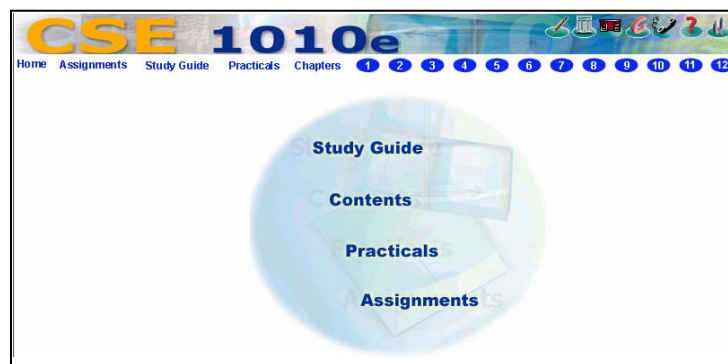 CSE 1010e
Home Assignments Study Guide Practicals Chapters 1 2 3 4 5 6 7 8 9 10 11 12
Study Guide
Contents
Practicals
Assignments